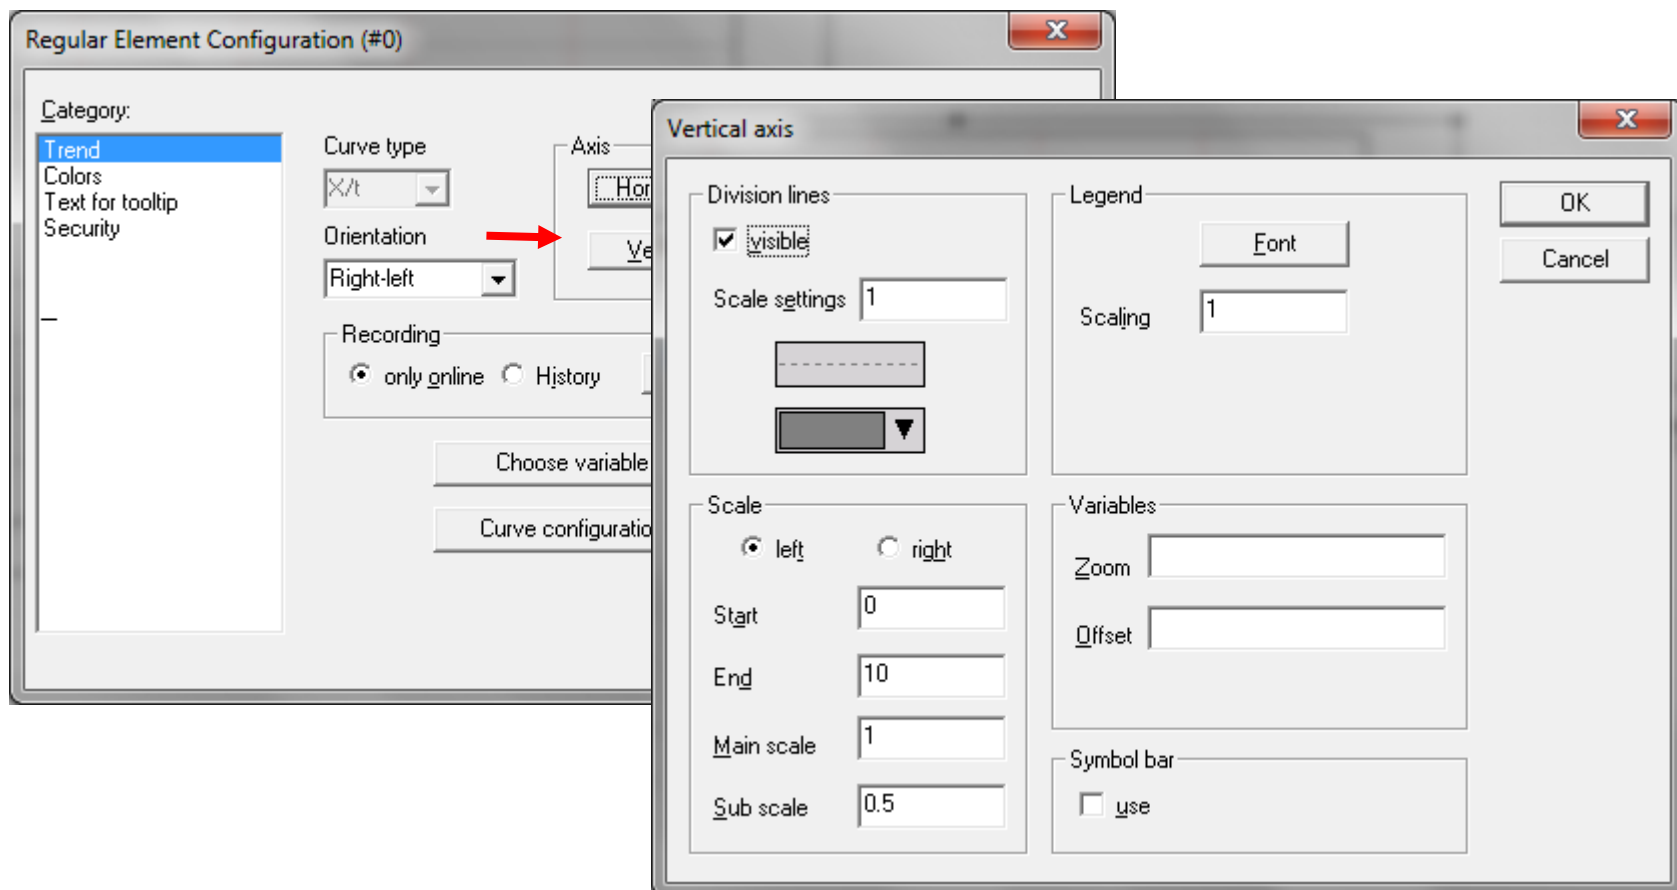 Regular Element Configuration (#0)
Category:
Trend
Colors
Text for tooltip
Security
Curve type
X/t
Orientation
Right-left
Axis
Hor
Ve
Recording
only online
History
Choose variable
Curve configuratio
Vertical axis
Division lines
visible
Scale settings 1
Legend
Font
Scaling 1
OK
Cancel
Scale
left right
Start 0
End 10
Main scale 1
Sub scale 0.5
Variables
Zoom
Offset
Symbol bar
use